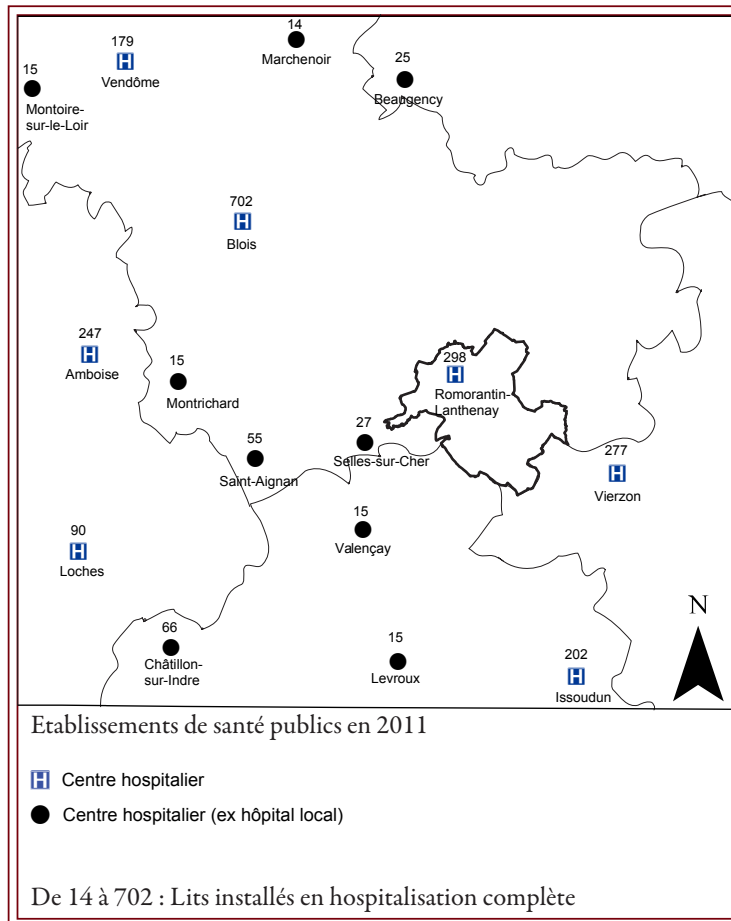 14
Marchenoir
179
Vendôme
15
Montoire-
sur-le-Loir
25
Beaugency
702
Blois
247
Amboise
15
Montrichard
298
Romorantin-
Lanthenay
27
Selles-sur-Cher
55
Saint-Aignan
277
Vierzon
15
Valençay
90
Loches
66
Châtillon-
sur-Indre
15
Levroux
202
Issoudun
N
Etablissements de santé publics en 2011
H Centre hospitalier
Centre hospitalier (ex hôpital local)
De 14 à 702 : Lits installés en hospitalisation complète